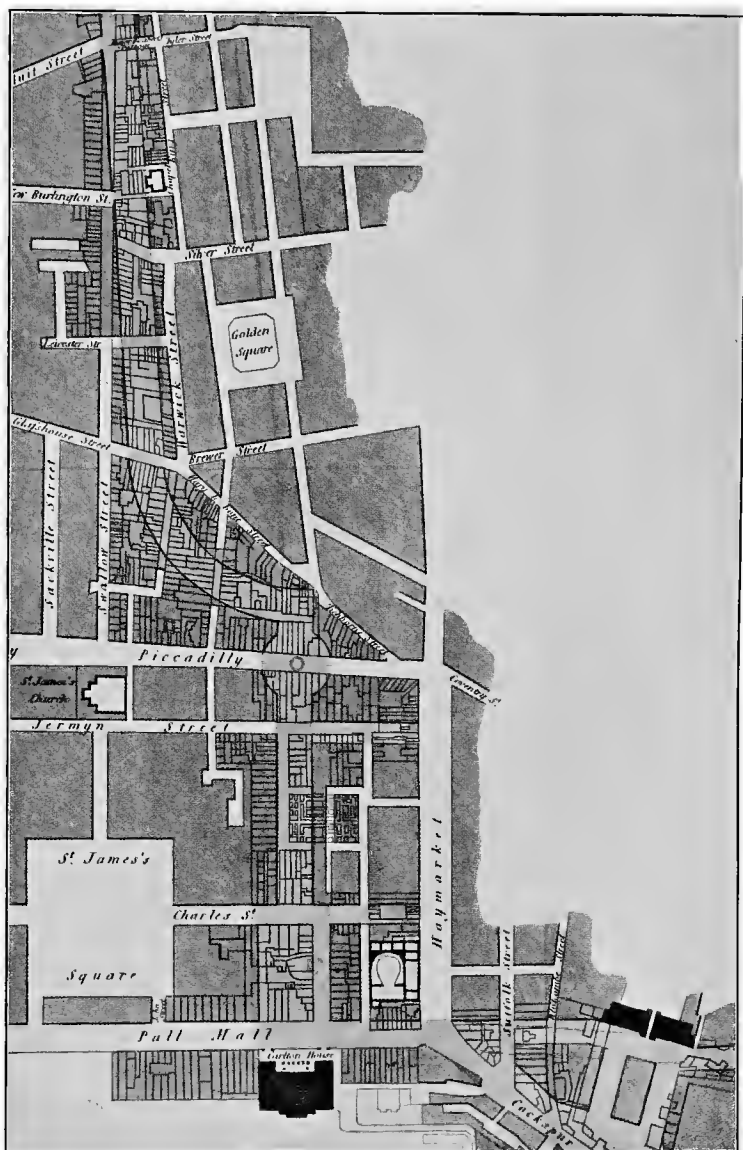 Tyler Street
Street
New Burlington St.
Silver Street
Leicester Str
Warwick Street
Golden
Square
Glasshouse Street
Brewer Street
Sackville Street
Swallow Street
Street
y
Piccadilly
Coventry St.
St. James's
Church
Jermyn Street
Haymarket
St. James's
Charles St.
Square
Suffolk Street
Pall Mall
Carlton House
Cockspur